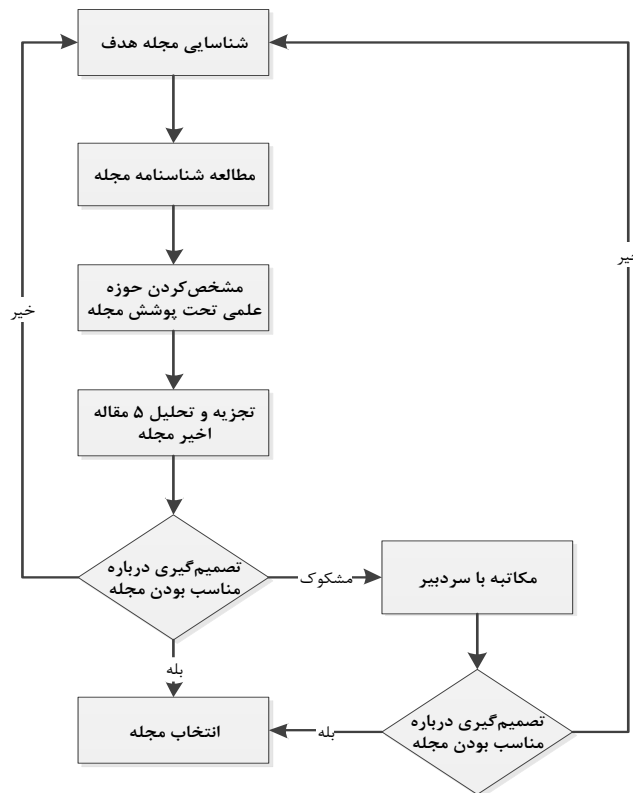 شناسایی مجله هدف
مطالعه شناسنامه مجله
مشخص‌کردن حوزه
علمی تحت پوشش مجله
خیر
خیر
تجزیه و تحلیل ۵ مقاله
اخیر مجله
تصمیم‌گیری درباره
مناسب بودن مجله
مشکوک
مکاتبه با سردبیر
بله
انتخاب مجله
بله
تصمیم‌گیری درباره
مناسب بودن مجله